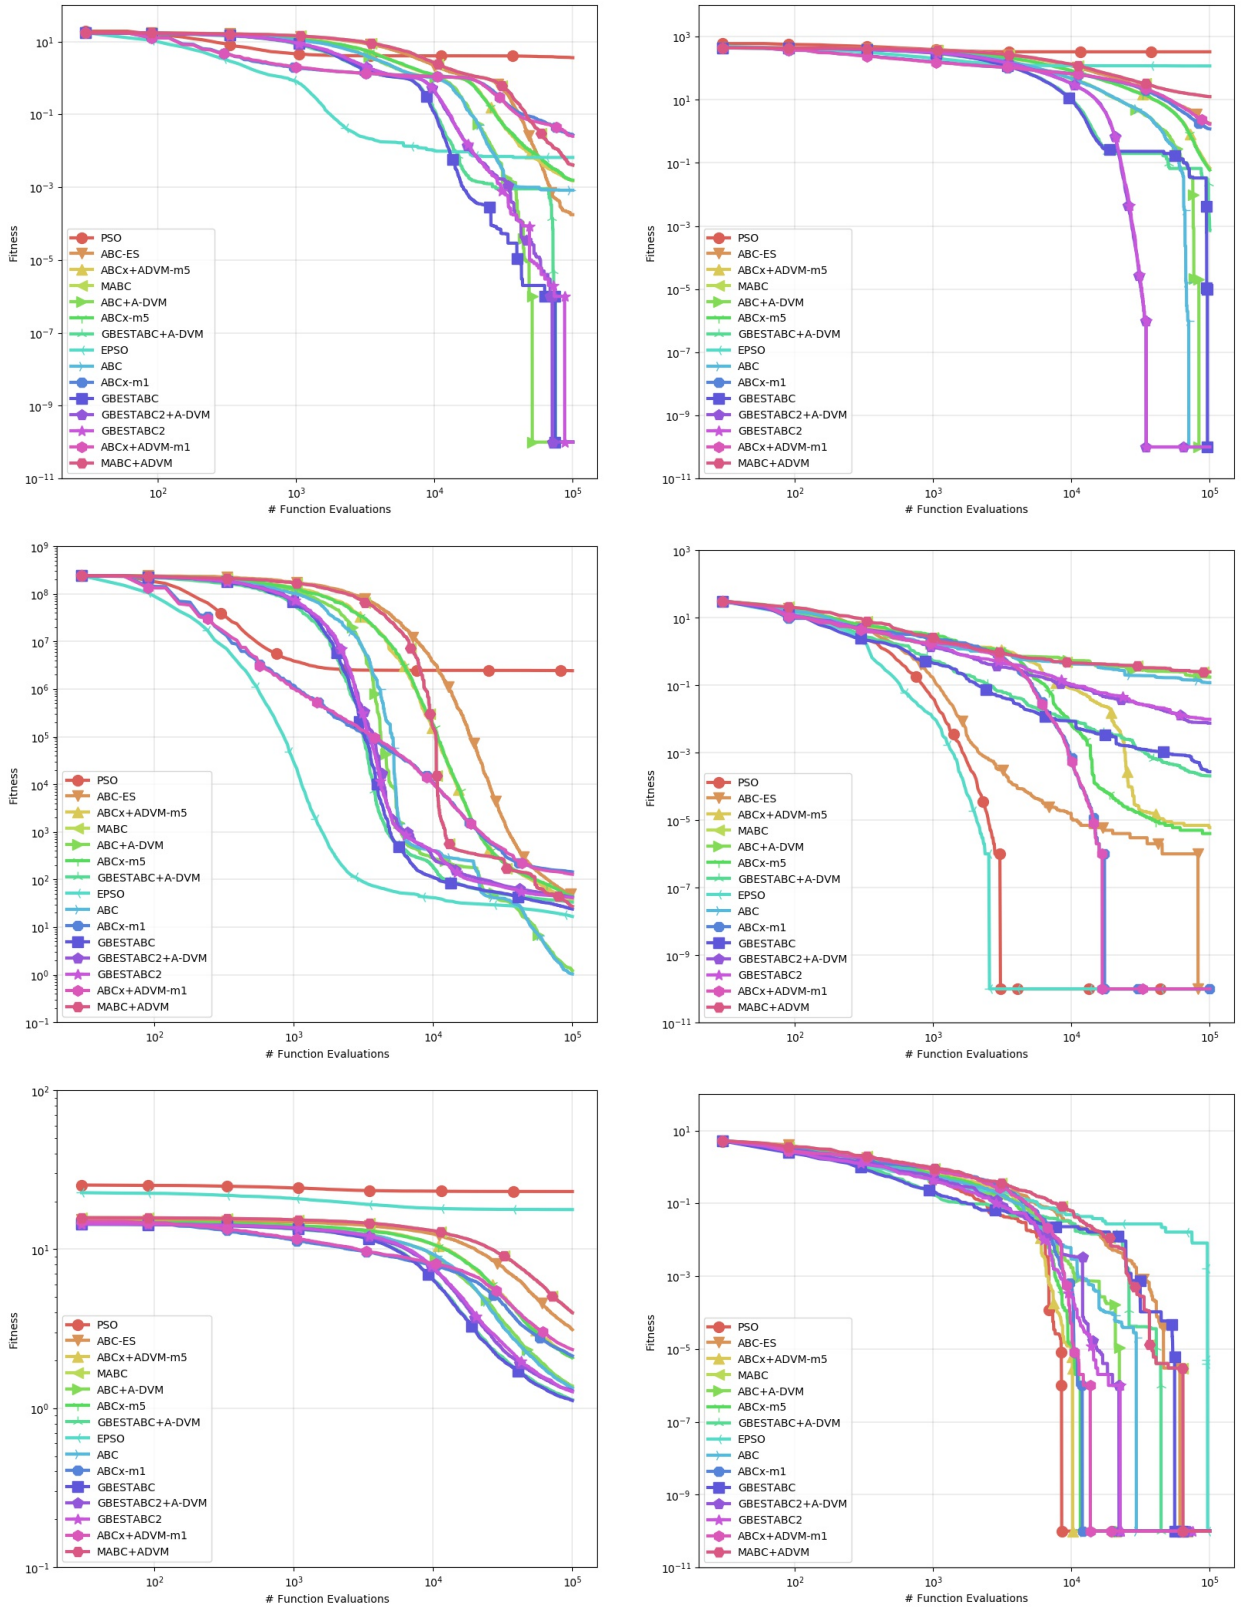 10^1
10^-1
10^-3
10^-5
10^-7
10^-9
10^-11
Fitness
PSO
ABC-ES
ABCx+ADVM-m5
MABC
ABC+A-DVM
ABCx-m5
GBESTABC+A-DVM
EPSO
ABC
ABCx-m1
GBESTABC
GBESTABC2+A-DVM
GBESTABC2
ABCx+ADVM-m1
MABC+ADVM
10^2 10^3 10^4 10^5
# Function Evaluations
10^3
10^1
10^-1
10^-3
10^-5
10^-7
10^-9
10^-11
Fitness
PSO
ABC-ES
ABCx+ADVM-m5
MABC
ABC+A-DVM
ABCx-m5
GBESTABC+A-DVM
EPSO
ABC
ABCx-m1
GBESTABC
GBESTABC2+A-DVM
GBESTABC2
ABCx+ADVM-m1
MABC+ADVM
10^2 10^3 10^4 10^5
# Function Evaluations
10^9
10^8
10^7
10^6
10^5
10^4
10^3
10^2
10^1
10^0
10^-1
Fitness
PSO
ABC-ES
ABCx+ADVM-m5
MABC
ABC+A-DVM
ABCx-m5
GBESTABC+A-DVM
EPSO
ABC
ABCx-m1
GBESTABC
GBESTABC2+A-DVM
GBESTABC2
ABCx+ADVM-m1
MABC+ADVM
10^2 10^3 10^4 10^5
# Function Evaluations
10^3
10^1
10^-1
10^-3
10^-5
10^-7
10^-9
10^-11
Fitness
PSO
ABC-ES
ABCx+ADVM-m5
MABC
ABC+A-DVM
ABCx-m5
GBESTABC+A-DVM
EPSO
ABC
ABCx-m1
GBESTABC
GBESTABC2+A-DVM
GBESTABC2
ABCx+ADVM-m1
MABC+ADVM
10^2 10^3 10^4 10^5
# Function Evaluations
10^2
10^1
10^0
10^-1
Fitness
PSO
ABC-ES
ABCx+ADVM-m5
MABC
ABC+A-DVM
ABCx-m5
GBESTABC+A-DVM
EPSO
ABC
ABCx-m1
GBESTABC
GBESTABC2+A-DVM
GBESTABC2
ABCx+ADVM-m1
MABC+ADVM
10^2 10^3 10^4 10^5
# Function Evaluations
10^1
10^-1
10^-3
10^-5
10^-7
10^-9
10^-11
Fitness
PSO
ABC-ES
ABCx+ADVM-m5
MABC
ABC+A-DVM
ABCx-m5
GBESTABC+A-DVM
EPSO
ABC
ABCx-m1
GBESTABC
GBESTABC2+A-DVM
GBESTABC2
ABCx+ADVM-m1
MABC+ADVM
10^2 10^3 10^4 10^5
# Function Evaluations